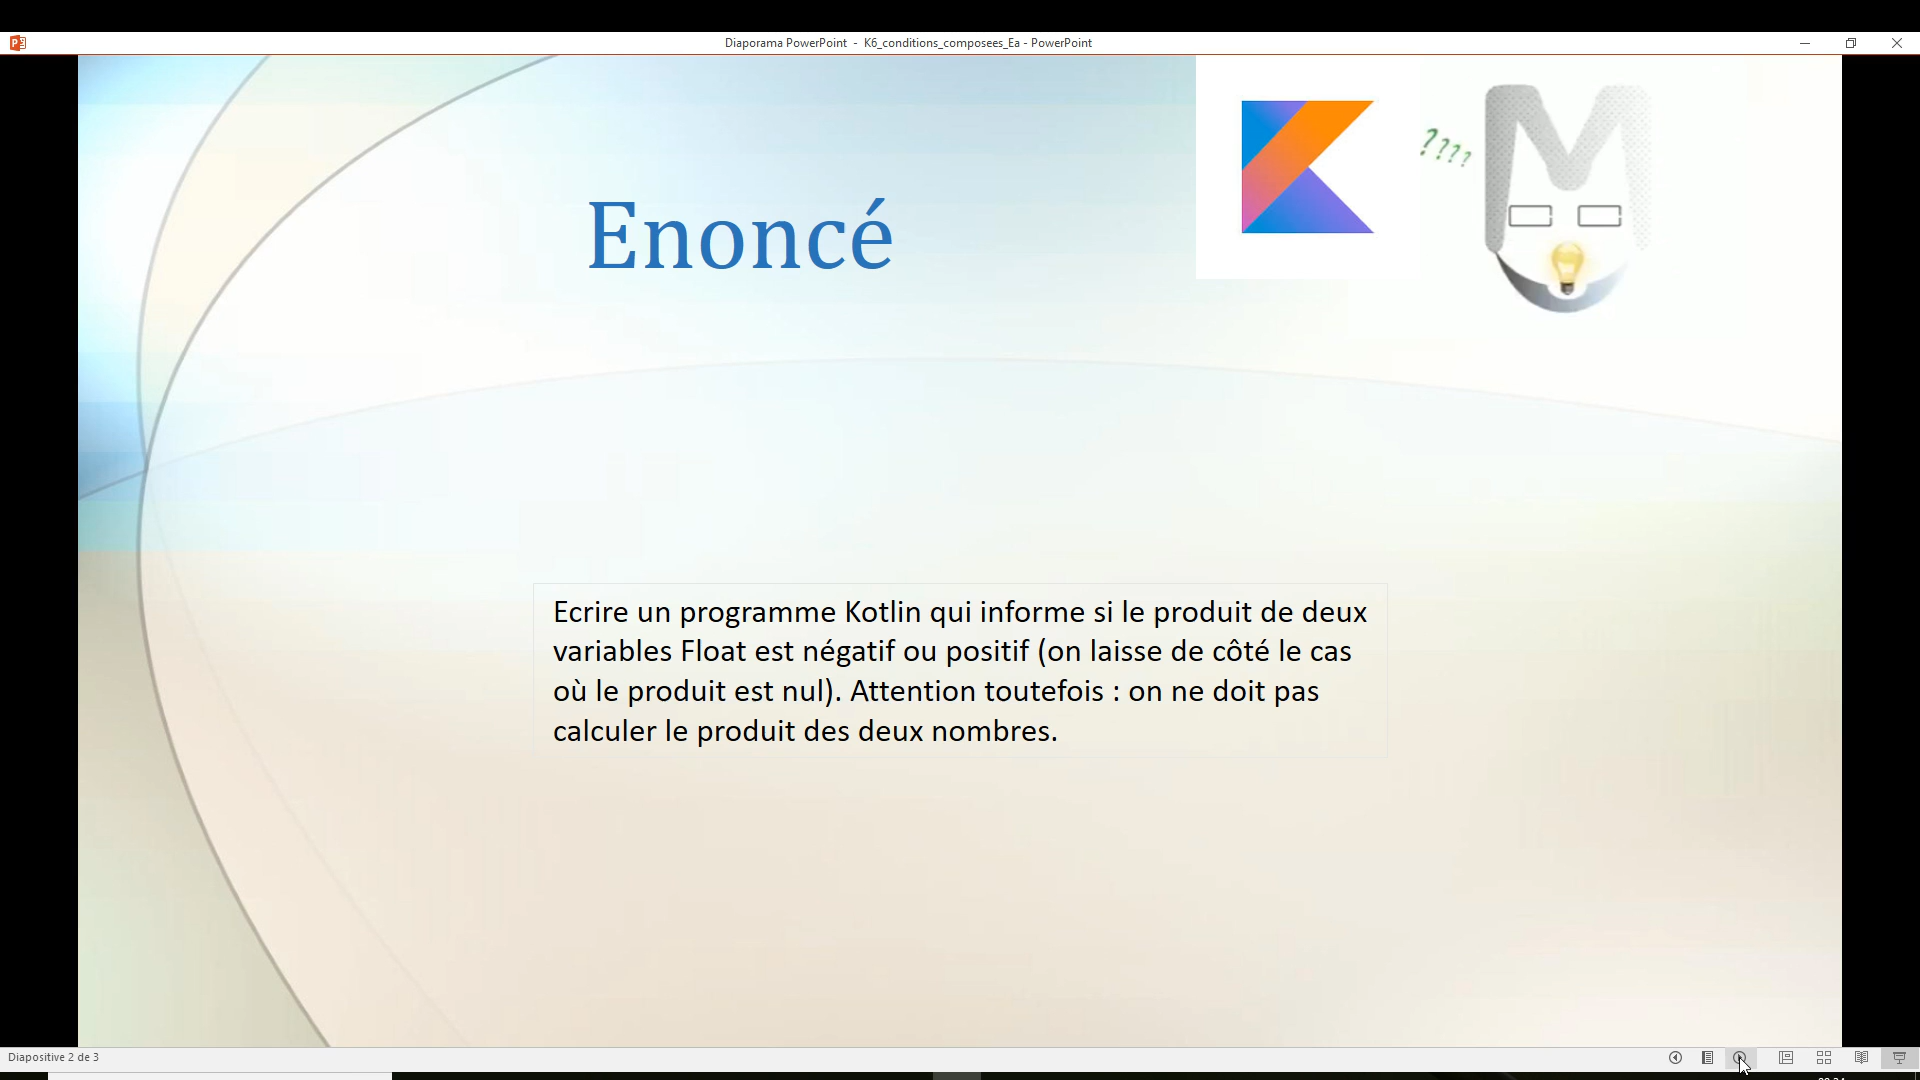 Diaporama PowerPoint - K6_conditions_composees_Ea - PowerPoint
????
Enoncé
Ecrire un programme Kotlin qui informe si le produit de deux
variables Float est négatif ou positif (on laisse de côté le cas
où le produit est nul). Attention toutefois : on ne doit pas
calculer le produit des deux nombres.
Diapositive 2 de 3